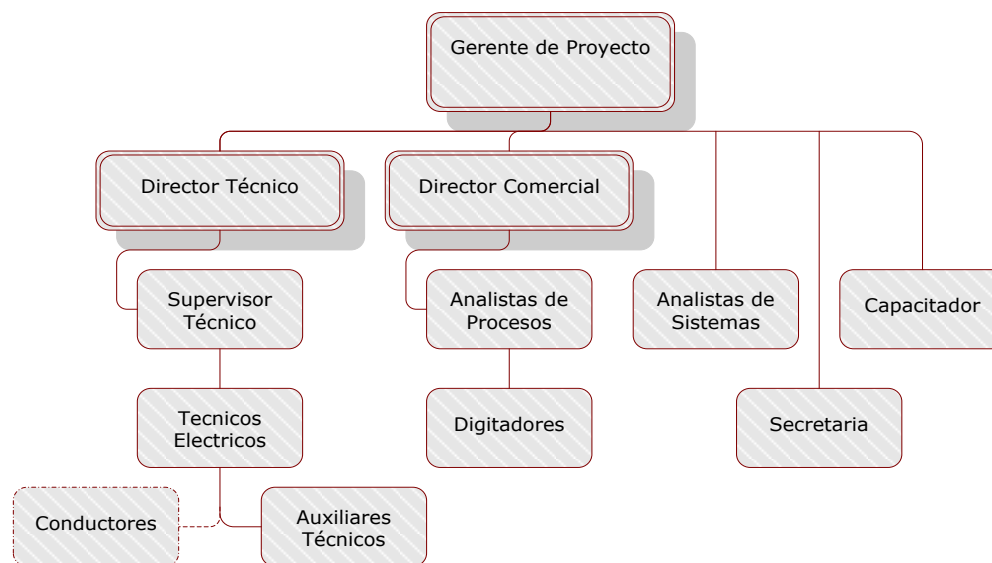 Gerente de Proyecto
Director Técnico
Director Comercial
Supervisor
Técnico
Analistas de
Procesos
Analistas de
Sistemas
Capacitador
Tecnicos
Electricos
Digitadores
Secretaria
Conductores
Auxiliares
Técnicos